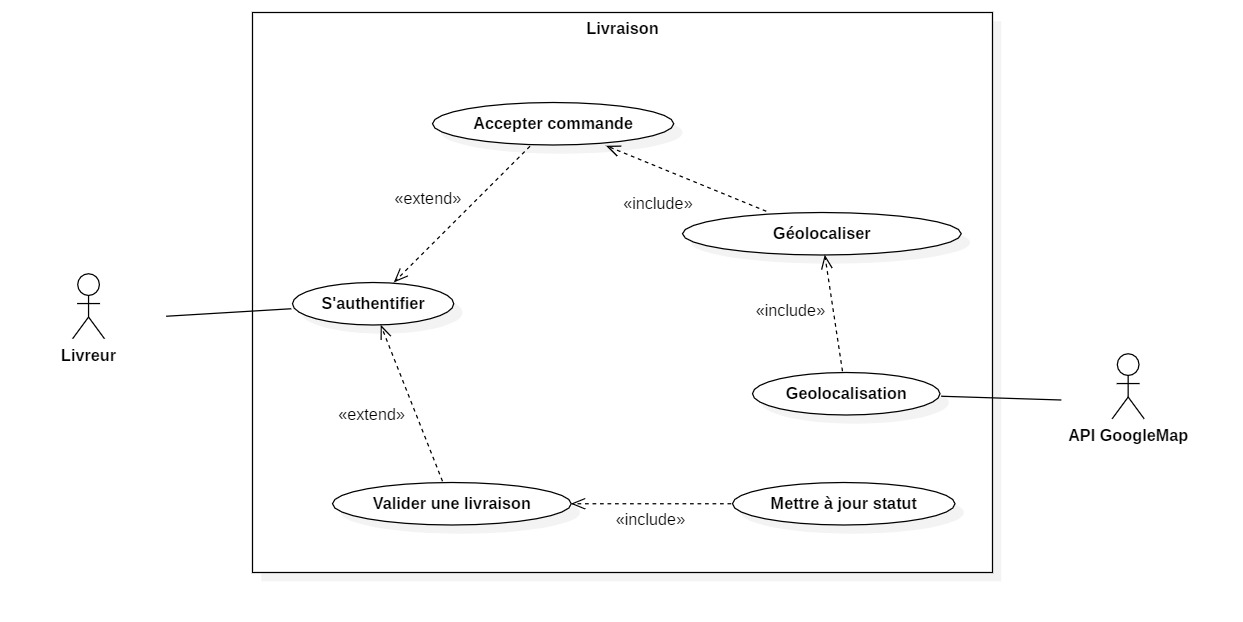 Livraison
Accepter commande
«extend»
«include»
Géolocaliser
S'authentifier
«include»
Livreur
Geolocalisation
«extend»
API GoogleMap
Valider une livraison
Mettre à jour statut
«include»